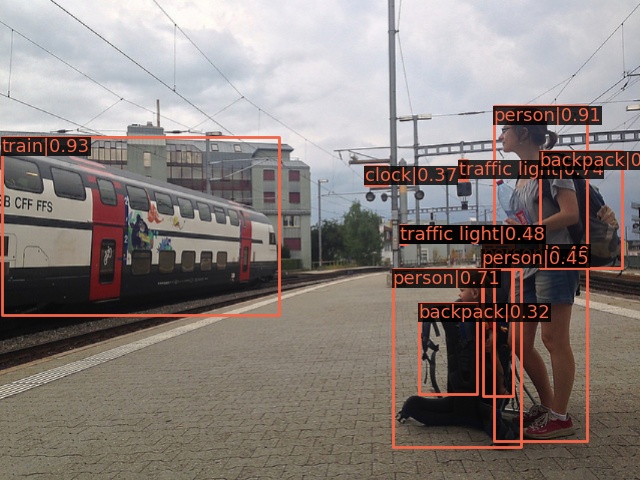 person|0.91
train|0.93
backpack|0
traffic light|0.74
clock|0.37
B CFF FFS
traffic light|0.48
person|0.45
person|0.71
backpack|0.32